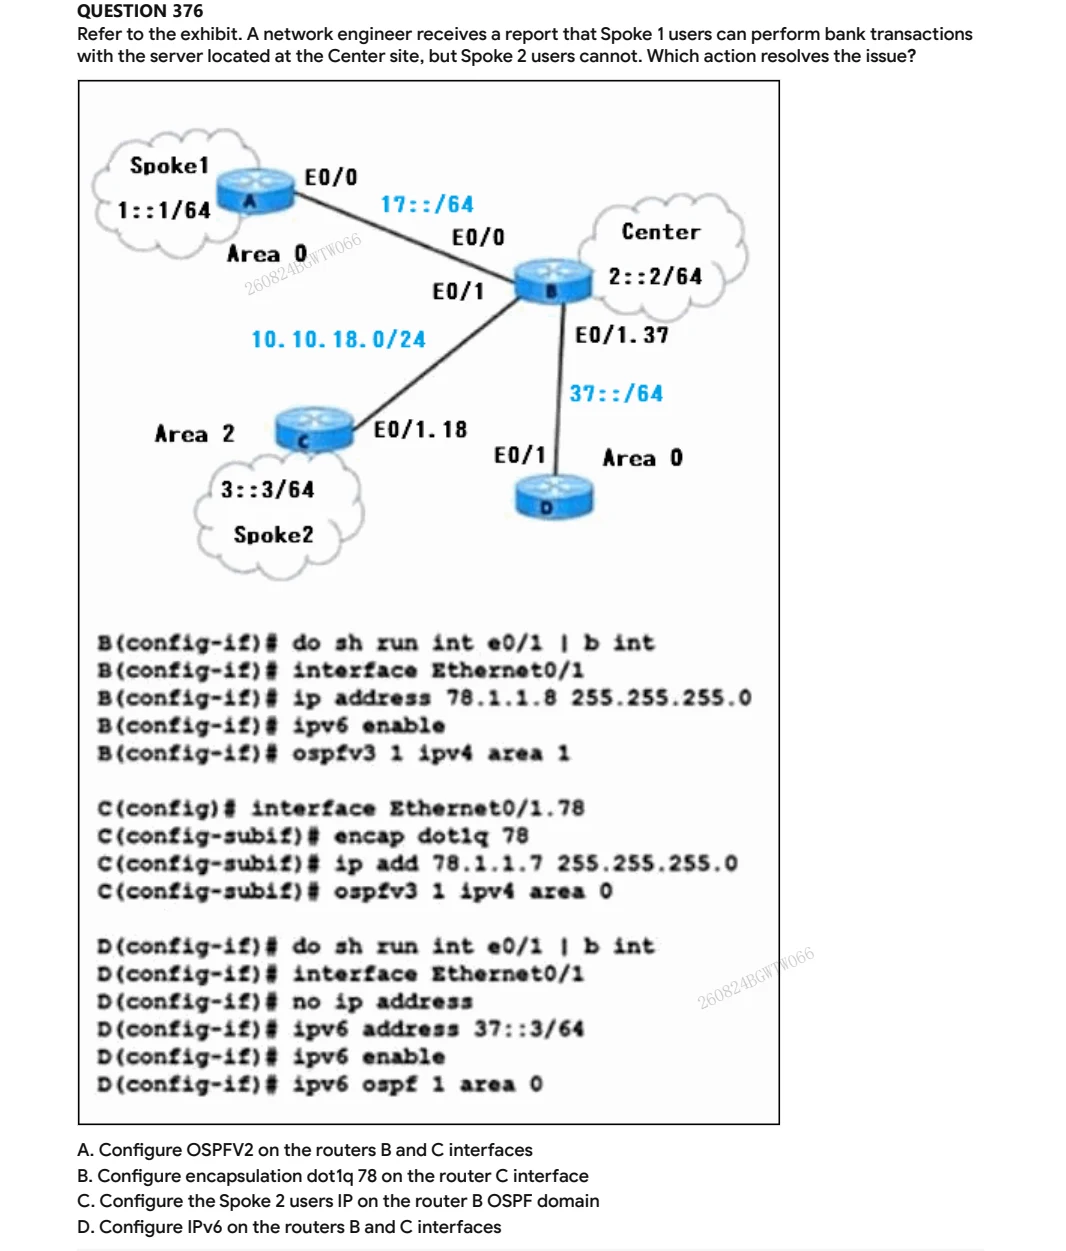 QUESTION 376
Refer to the exhibit. A network engineer receives a report that Spoke 1 users can perform bank transactions
with the server located at the Center site, but Spoke 2 users cannot. Which action resolves the issue?
Spoke1
E0/0
A
1::1/64
17::/64
E0/0
Center
Area 0
260824BGWTW066
2::2/64
B
E0/1
10.10.18.0/24
E0/1.37
37::/64
Area 2
C
E0/1.18
E0/1
Area 0
3::3/64
D
Spoke2
B(config-if)# do sh run int e0/1 | b int
B(config-if)# interface Ethernet0/1
B(config-if)# ip address 78.1.1.8 255.255.255.0
B(config-if)# ipv6 enable
B(config-if)# ospfv3 1 ipv4 area 1
C(config)# interface Ethernet0/1.78
C(config-subif)# encap dot1q 78
C(config-subif)# ip add 78.1.1.7 255.255.255.0
C(config-subif)# ospfv3 1 ipv4 area 0
D(config-if)# do sh run int e0/1 | b int
D(config-if)# interface Ethernet0/1
D(config-if)# no ip address
D(config-if)# ipv6 address 37::3/64
D(config-if)# ipv6 enable
D(config-if)# ipv6 ospf 1 area 0
260824BGWTW066
A. Configure OSPFV2 on the routers B and C interfaces
B. Configure encapsulation dot1q 78 on the router C interface
C. Configure the Spoke 2 users IP on the router B OSPF domain
D. Configure IPv6 on the routers B and C interfaces